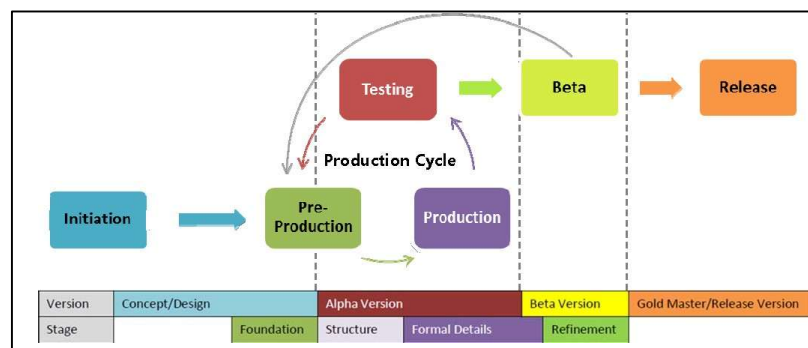 Testing
Beta
Release
Production Cycle
Initiation
Pre-
Production
Production
Version
Concept/Design
Alpha Version
Beta Version
Gold Master/Release Version
Stage
Foundation
Structure
Formal Details
Refinement